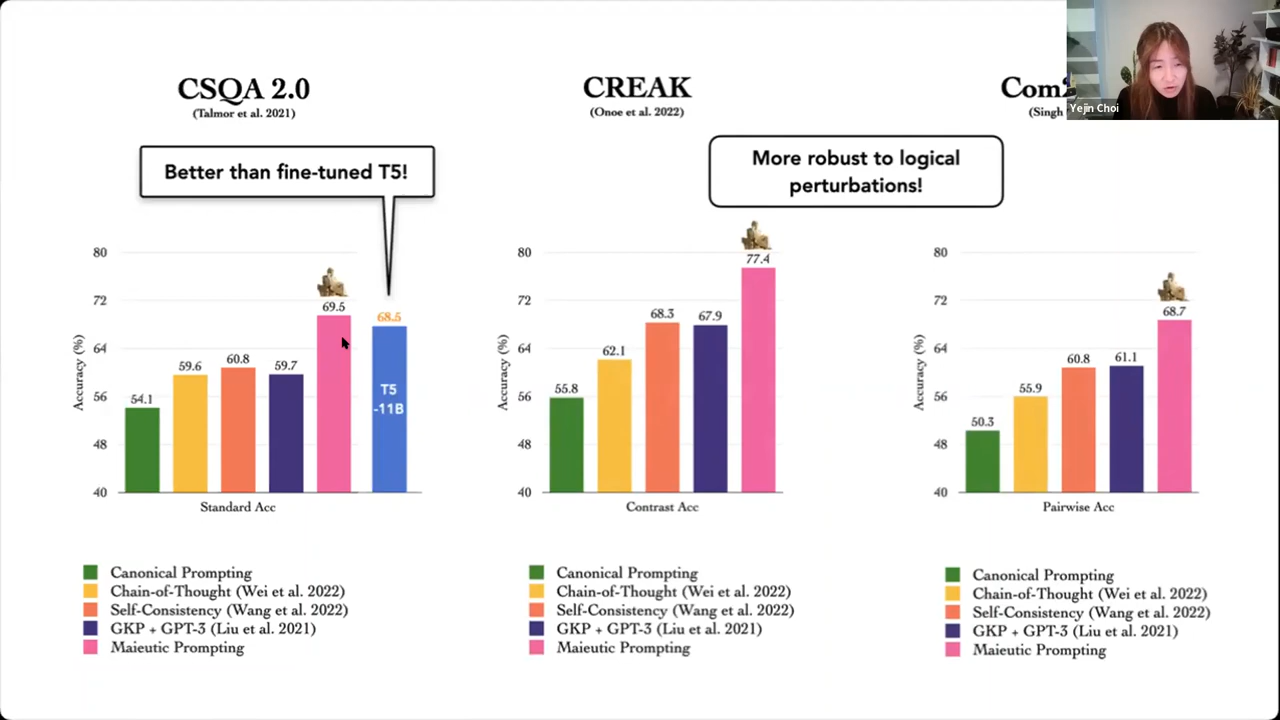 CSQA 2.0
(Talmor et al. 2021)
Better than fine-tuned T5!
80
72
64
56
48
40
Accuracy (%)
54.1
59.6
60.8
59.7
69.5
68.5
T5
-11B
Standard Acc
Canonical Prompting
Chain-of-Thought (Wei et al. 2022)
Self-Consistency (Wang et al. 2022)
GKP + GPT-3 (Liu et al. 2021)
Maieutic Prompting
CREAK
(Onoe et al. 2022)
More robust to logical
perturbations!
80
72
64
56
48
40
Accuracy (%)
55.8
62.1
68.3
67.9
77.4
Contrast Acc
Canonical Prompting
Chain-of-Thought (Wei et al. 2022)
Self-Consistency (Wang et al. 2022)
GKP + GPT-3 (Liu et al. 2021)
Maieutic Prompting
(Singh
Yejin Choi
80
72
64
56
48
40
Accuracy (%)
50.3
55.9
60.8
61.1
68.7
Pairwise Acc
Canonical Prompting
Chain-of-Thought (Wei et al. 2022)
Self-Consistency (Wang et al. 2022)
GKP + GPT-3 (Liu et al. 2021)
Maieutic Prompting